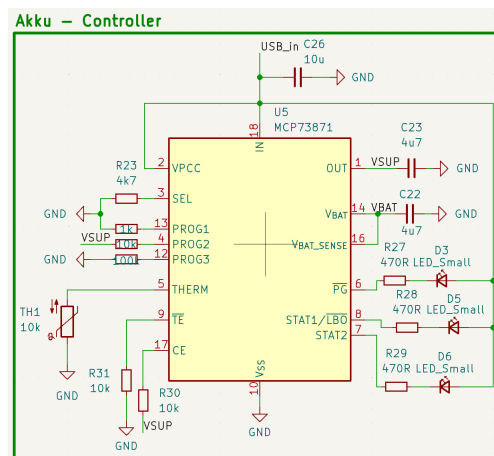 Akku – Controller
USB_in
C26
10u
GND
U5
MCP73871
18
IN
R23
4k7
2
VPCC
3
SEL
GND
13
PROG1
1k
VSUP
4
PROG2
10k
GND
12
PROG3
100k
5
THERM
TH1
10k
GND
9
TE
17
CE
R31
10k
GND
R30
10k
VSUP
10
Vss
GND
OUT
1
VSUP
C23
4u7
GND
VBAT
14
VBAT
C22
4u7
GND
VBAT_SENSE
16
R27
470R
D3
LED_Small
PG
6
R28
470R
D5
LED_Small
STAT1/LBO
8
STAT2
7
R29
470R
D6
LED_Small